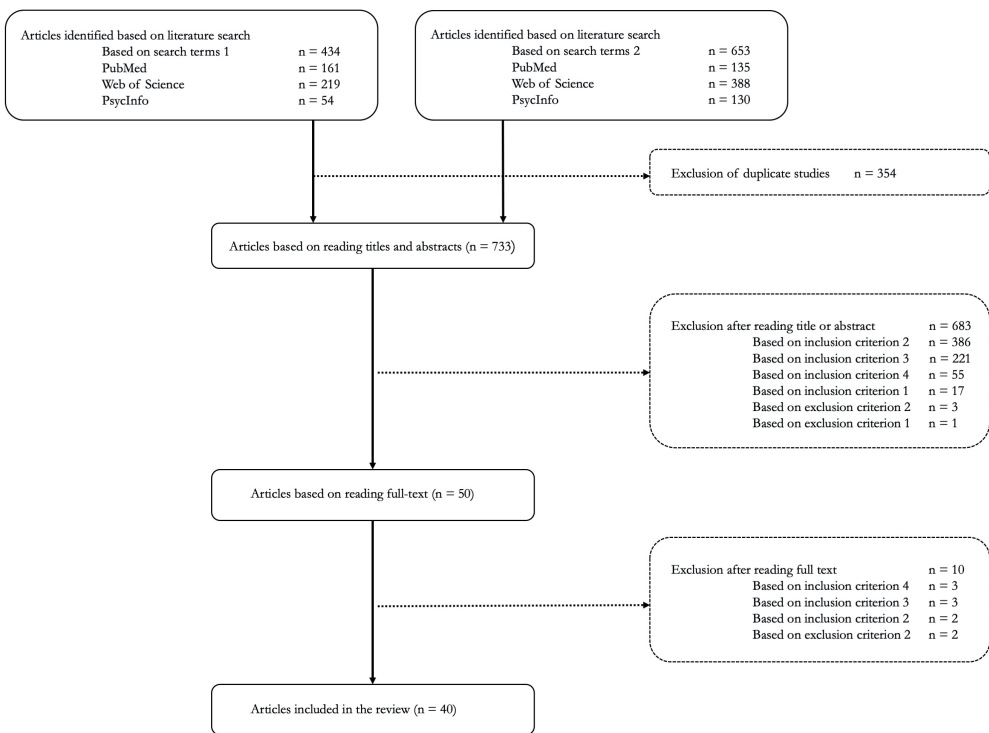 Articles identified based on literature search
Based on search terms 1 n = 434
PubMed n = 161
Web of Science n = 219
PsycInfo n = 54
Articles identified based on literature search
Based on search terms 2 n = 653
PubMed n = 135
Web of Science n = 388
PsycInfo n = 130
Exclusion of duplicate studies n = 354
Articles based on reading titles and abstracts (n = 733)
Exclusion after reading title or abstract n = 683
Based on inclusion criterion 2 n = 386
Based on inclusion criterion 3 n = 221
Based on inclusion criterion 4 n = 55
Based on inclusion criterion 1 n = 17
Based on exclusion criterion 2 n = 3
Based on exclusion criterion 1 n = 1
Articles based on reading full-text (n = 50)
Exclusion after reading full text n = 10
Based on inclusion criterion 4 n = 3
Based on inclusion criterion 3 n = 3
Based on inclusion criterion 2 n = 2
Based on exclusion criterion 2 n = 2
Articles included in the review (n = 40)